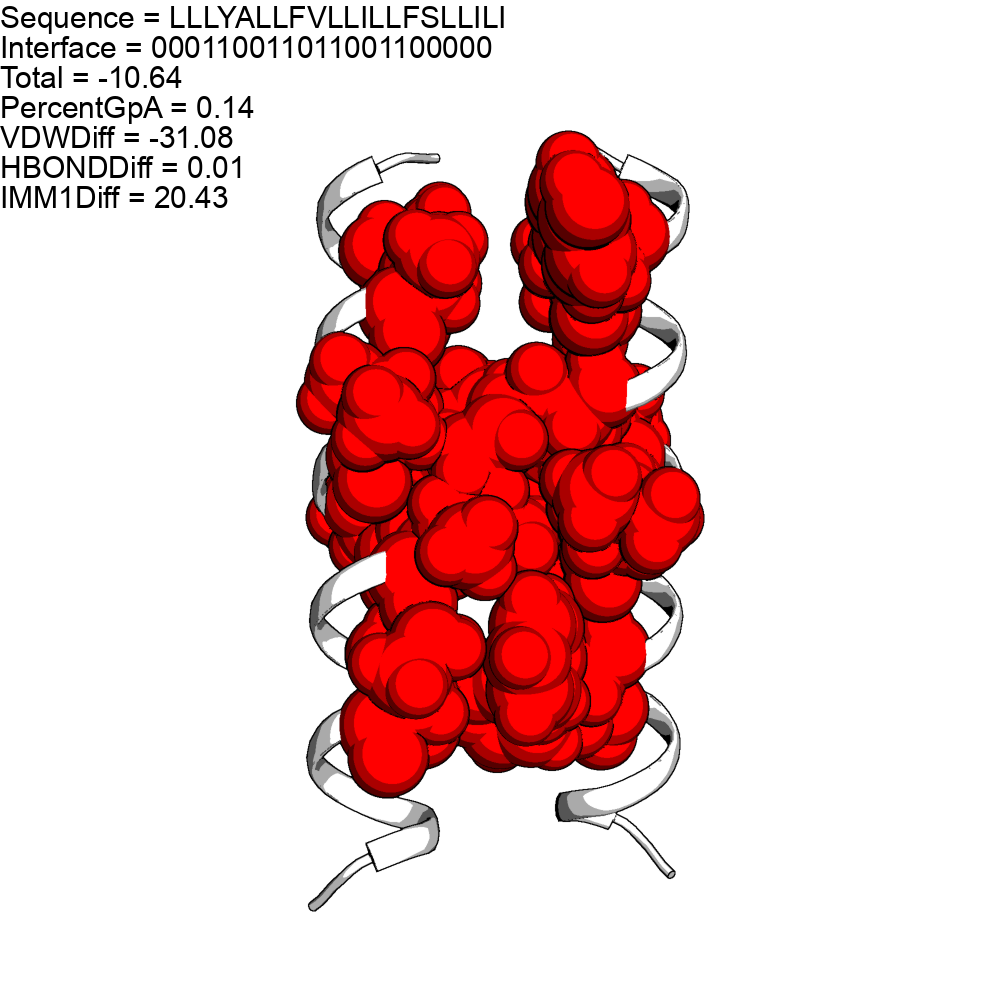 Sequence = LLLYALLFVLLILLFSLLILI
Interface = 000110011011001100000
Total = -10.64
PercentGpA = 0.14
VDWDiff = -31.08
HBONDDiff = 0.01
IMM1Diff = 20.43